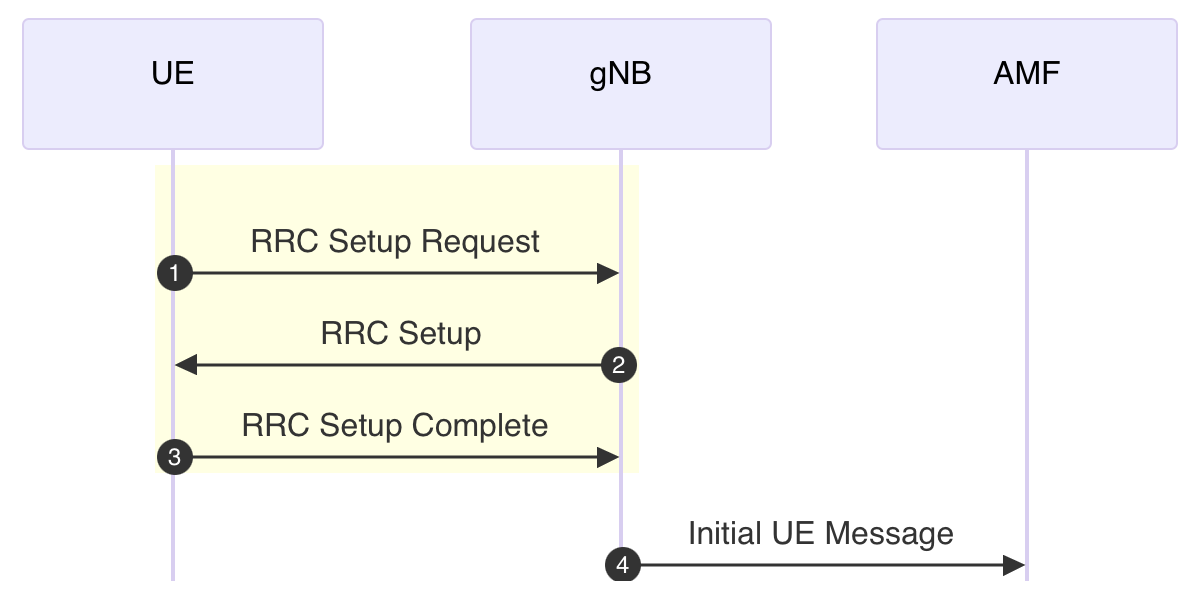 UE
gNB
AMF
RRC Setup Request
1
RRC Setup
2
RRC Setup Complete
3
Initial UE Message
4